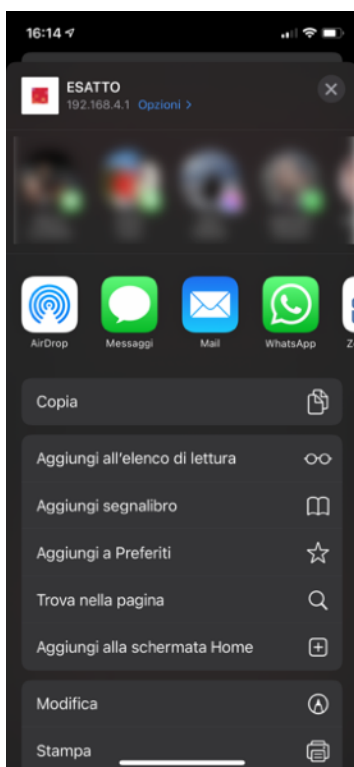 16:14
ESATTO
192.168.4.1 Opzioni >
AirDrop Messaggi Mail WhatsApp
Copia
Aggiungi all'elenco di lettura
Aggiungi segnalibro
Aggiungi a Preferiti
Trova nella pagina
Aggiungi alla schermata Home
Modifica
Stampa